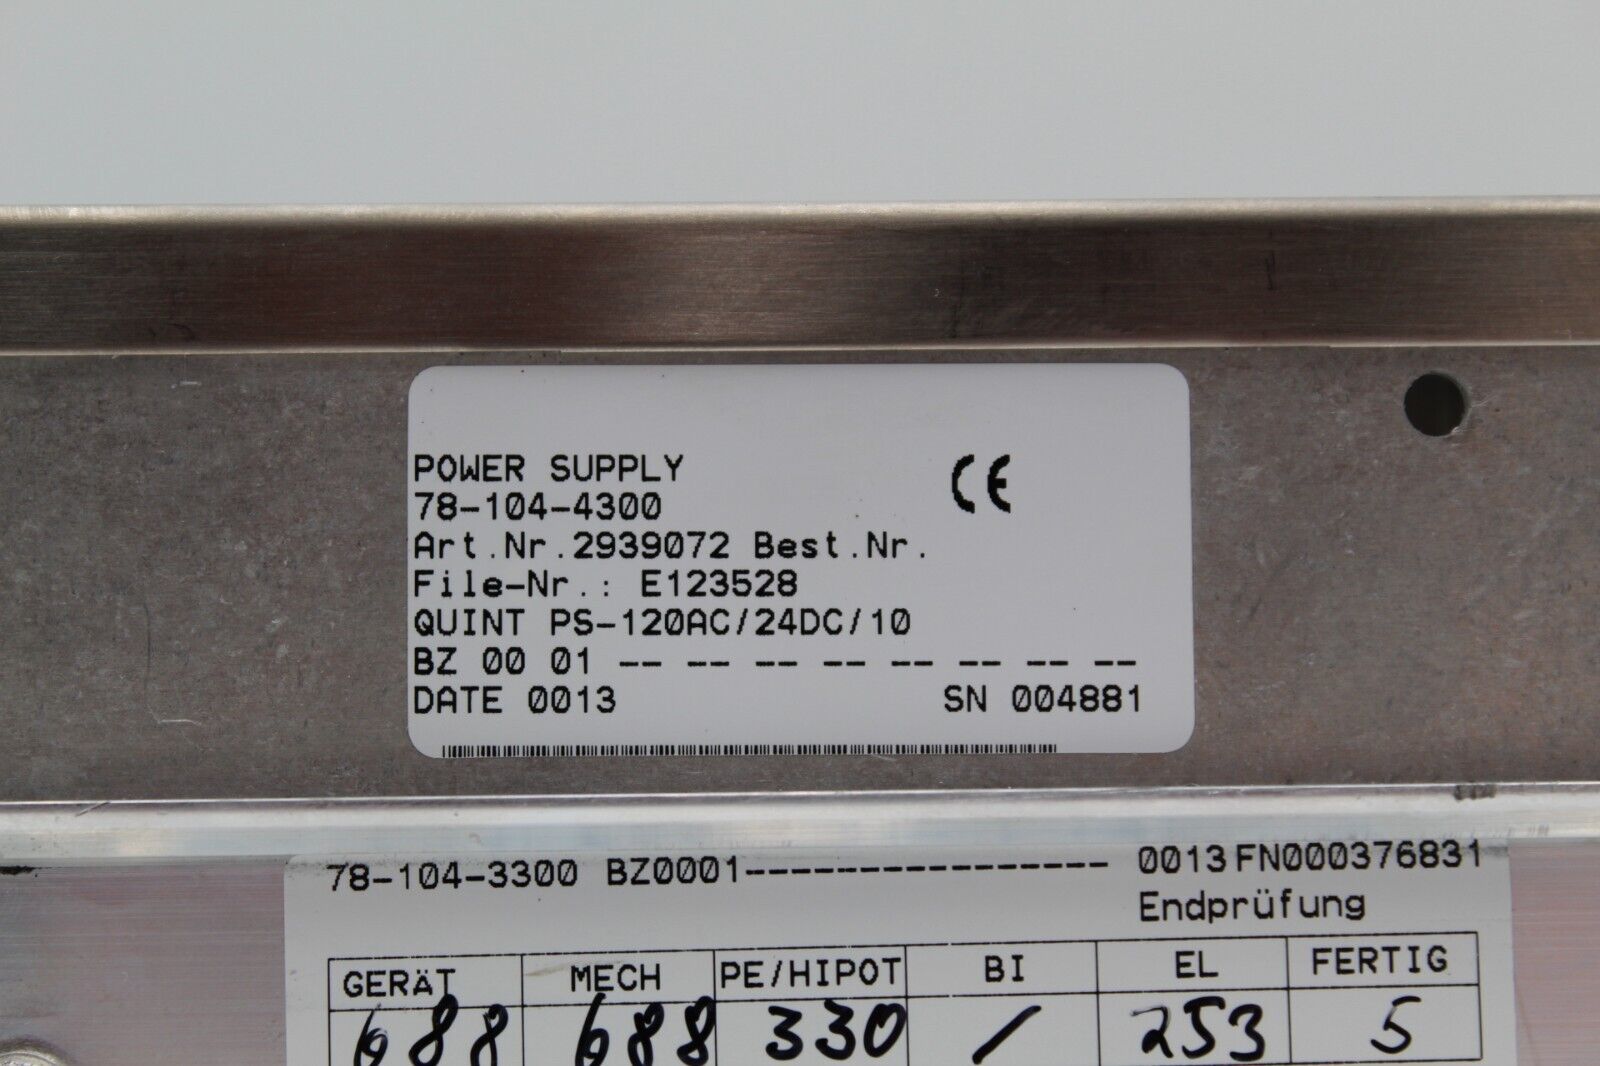 POWER SUPPLY
CE
78-104-4300
Art.Nr.2939072 Best.Nr.
File-Nr.: E123528
QUINT PS-120AC/24DC/10
BZ 00 01 -- -- -- -- -- -- -- --
DATE 0013 SN 004881
78-104-3300 BZ0001---------------- 0013FN000376831
Endprüfung
GERÄT MECH PE/HIPOT BI EL FERTIG
688 688 330 / 253 5